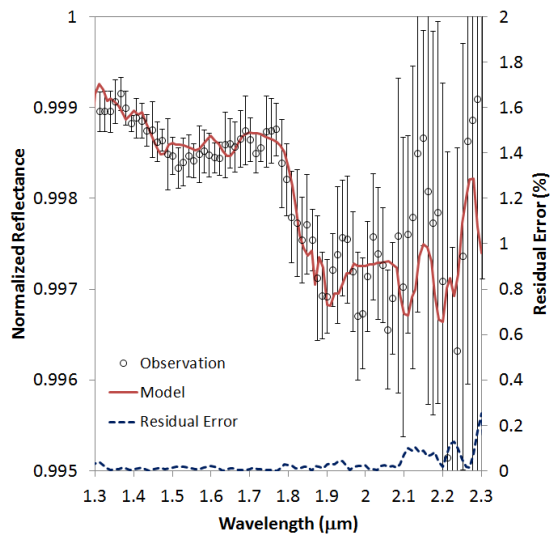 Normalized Reflectance
1
0.999
0.998
0.997
0.996
0.995
Observation
Model
Residual Error
2
1.8
1.6
1.4
1.2
1
0.8
0.6
0.4
0.2
0
Residual Error (%)
1.3 1.4 1.5 1.6 1.7 1.8 1.9 2 2.1 2.2 2.3
Wavelength (μm)